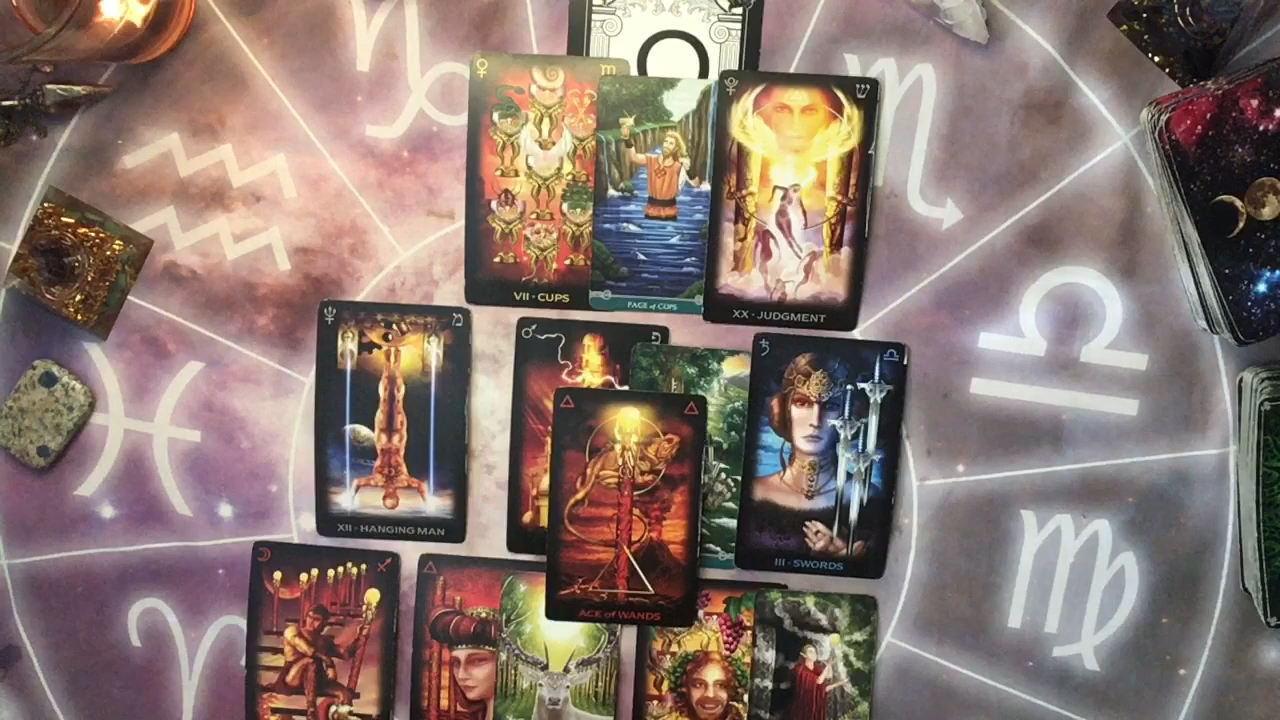 VII • CUPS
PAGE of CUPS
XX • JUDGMENT
XII • HANGING MAN
III • SWORDS
ACE of WANDS